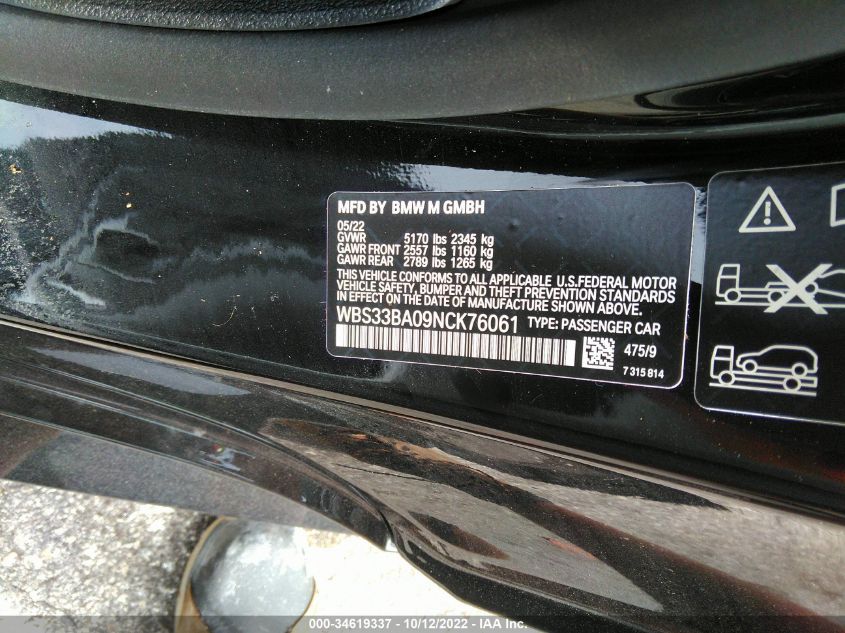 MFD BY BMW M GMBH
05/22
GVWR 5170 lbs 2345 kg
GAWR FRONT 2557 lbs 1160 kg
GAWR REAR 2789 lbs 1265 kg
THIS VEHICLE CONFORMS TO ALL APPLICABLE U.S.FEDERAL MOTOR
VEHICLE SAFETY, BUMPER AND THEFT PREVENTION STANDARDS
IN EFFECT ON THE DATE OF MANUFACTURE SHOWN ABOVE.
WBS33BA09NCK76061 TYPE: PASSENGER CAR
475/9
7 315 814
000-34619337 - 10/12/2022 - IAA Inc.